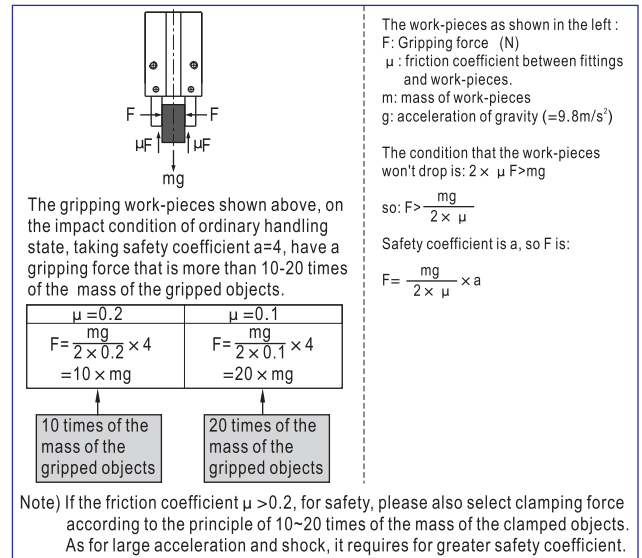 F
F
μF
μF
mg
The gripping work-pieces shown above, on
the impact condition of ordinary handling
state, taking safety coefficient a=4, have a
gripping force that is more than 10-20 times
of the mass of the gripped objects.
μ=0.2
μ=0.1
F= mg/2×0.2 ×4
=10×mg
F= mg/2×0.1 ×4
=20×mg
10 times of the
mass of the
gripped objects
20 times of the
mass of the
gripped objects
The work-pieces as shown in the left :
F: Gripping force (N)
μ : friction coefficient between fittings
and work-pieces.
m: mass of work-pieces
g: acceleration of gravity (=9.8m/s²)
The condition that the work-pieces
won't drop is: 2× μ F>mg
so: F> mg/2× μ
Safety coefficient is a, so F is:
F= mg/2× μ ×a
Note) If the friction coefficient μ >0.2, for safety, please also select clamping force
according to the principle of 10~20 times of the mass of the clamped objects.
As for large acceleration and shock, it requires for greater safety coefficient.